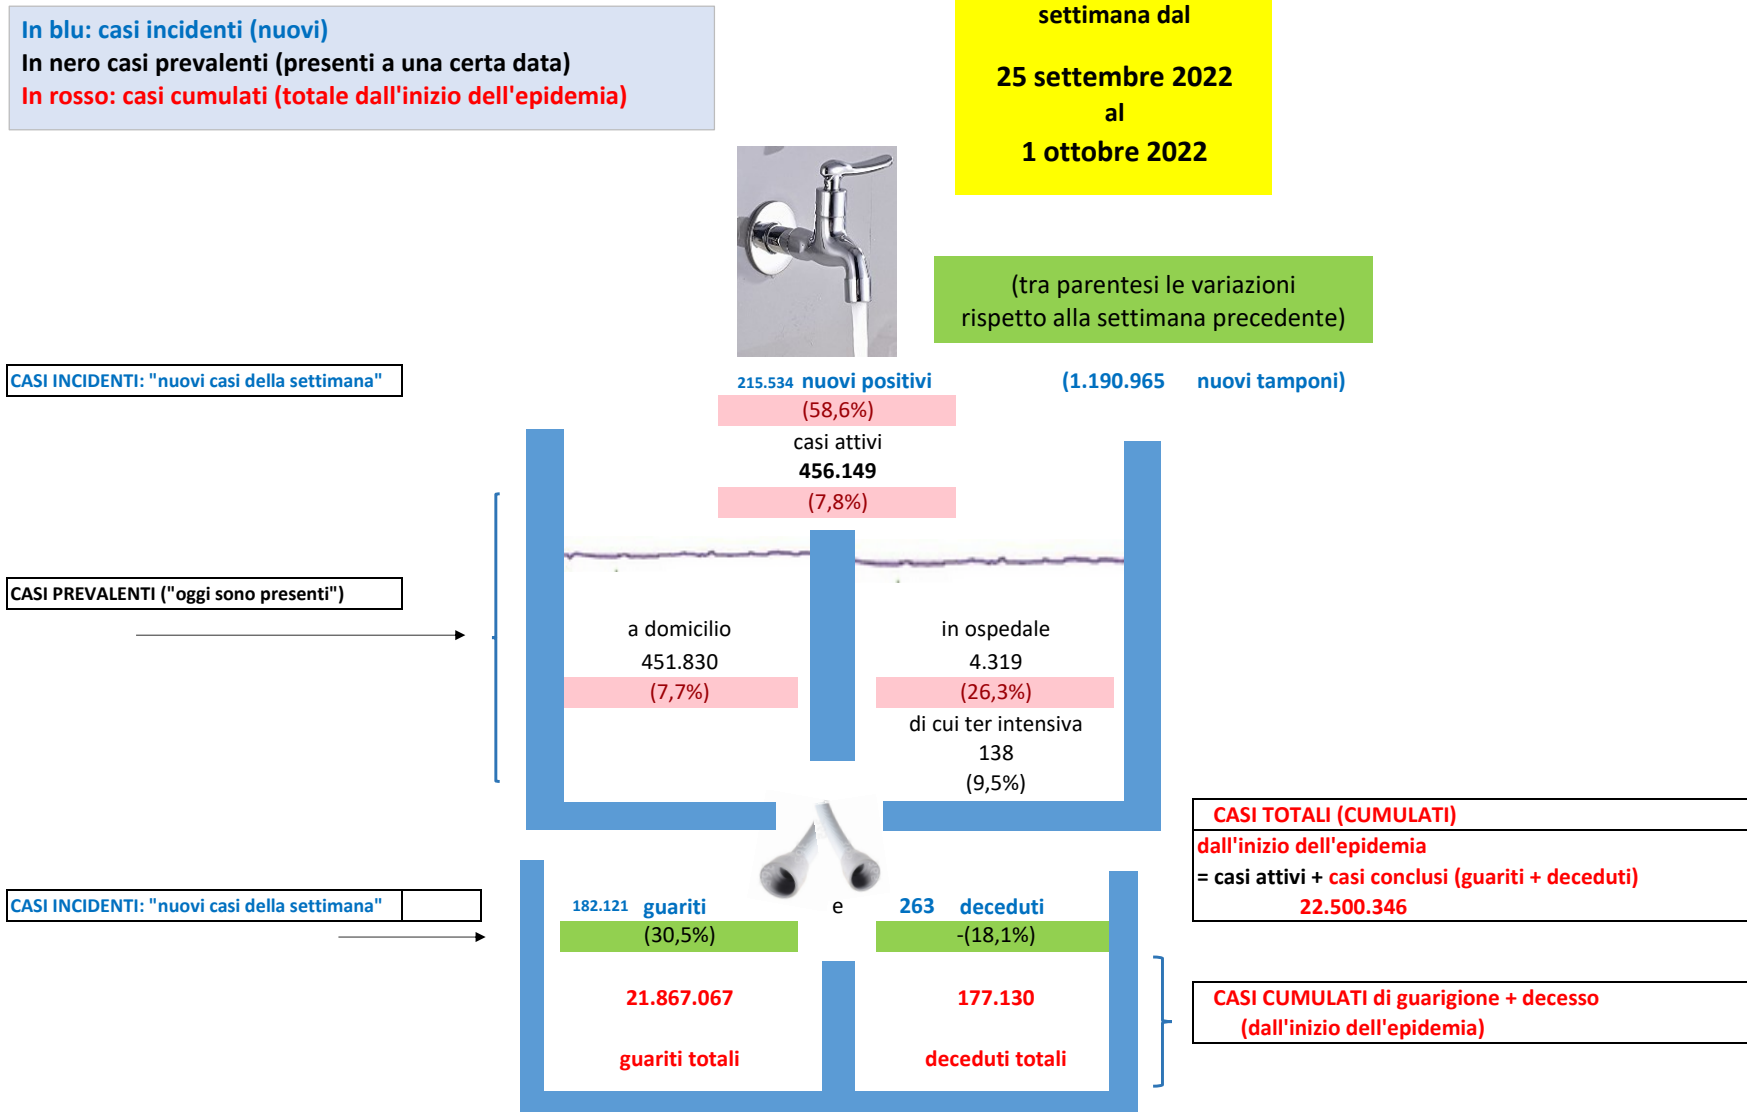 In blu: casi incidenti (nuovi)
In nero casi prevalenti (presenti a una certa data)
In rosso: casi cumulati (totale dall'inizio dell'epidemia)
settimana dal
25 settembre 2022
al
1 ottobre 2022
(tra parentesi le variazioni
rispetto alla settimana precedente)
CASI INCIDENTI: "nuovi casi della settimana"
215.534 nuovi positivi
(1.190.965 nuovi tamponi)
(58,6%)
casi attivi
456.149
(7,8%)
CASI PREVALENTI ("oggi sono presenti")
a domicilio
451.830
(7,7%)
in ospedale
4.319
(26,3%)
di cui ter intensiva
138
(9,5%)
CASI TOTALI (CUMULATI)
dall'inizio dell'epidemia
= casi attivi + casi conclusi (guariti + deceduti)
22.500.346
CASI INCIDENTI: "nuovi casi della settimana"
182.121 guariti
e
263 deceduti
(30,5%)
-(18,1%)
21.867.067
177.130
guariti totali
deceduti totali
CASI CUMULATI di guarigione + decesso
(dall'inizio dell'epidemia)